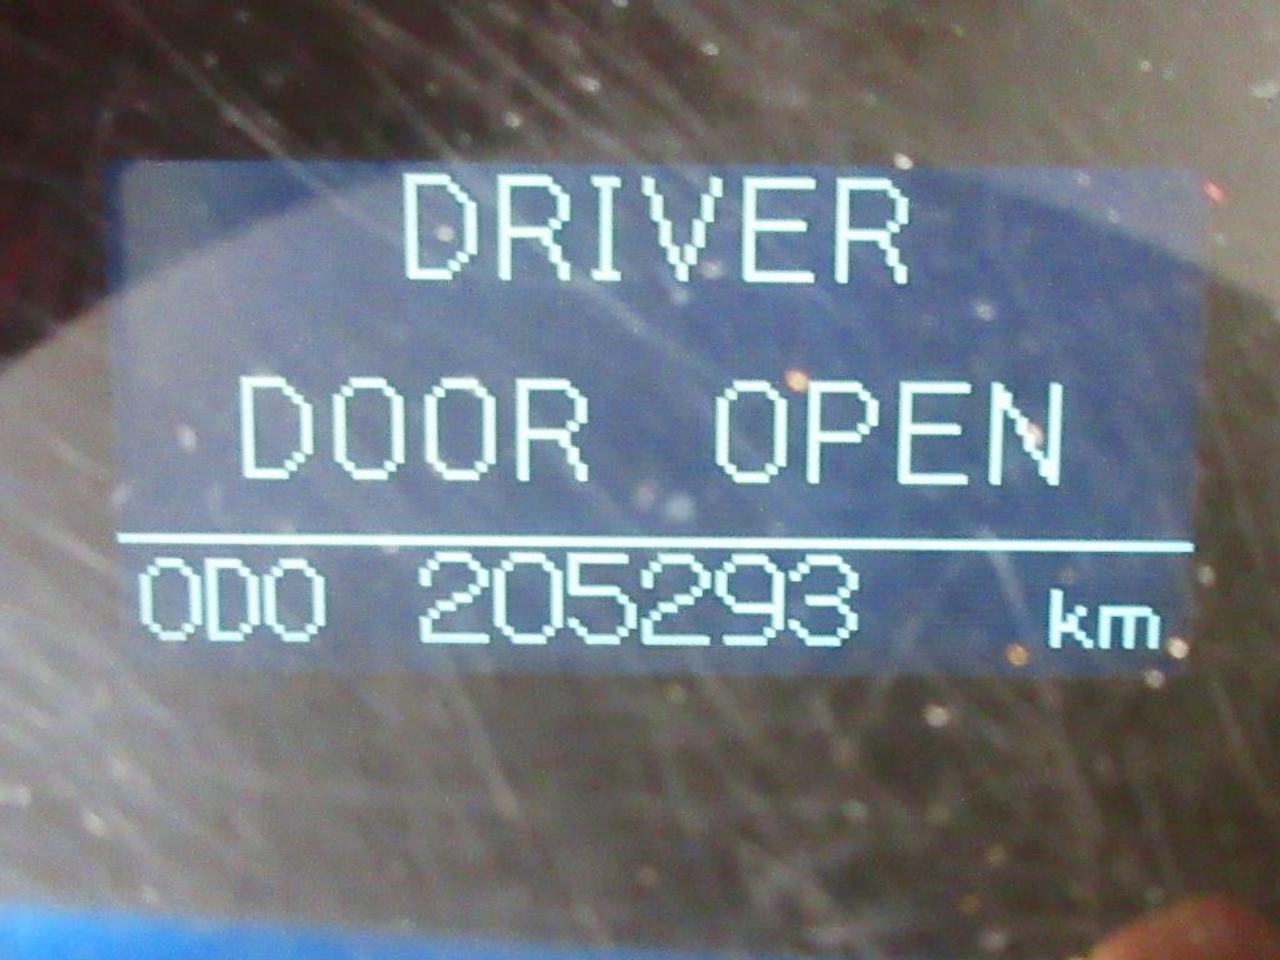 DRIVER
DOOR OPEN
ODO 205293 km